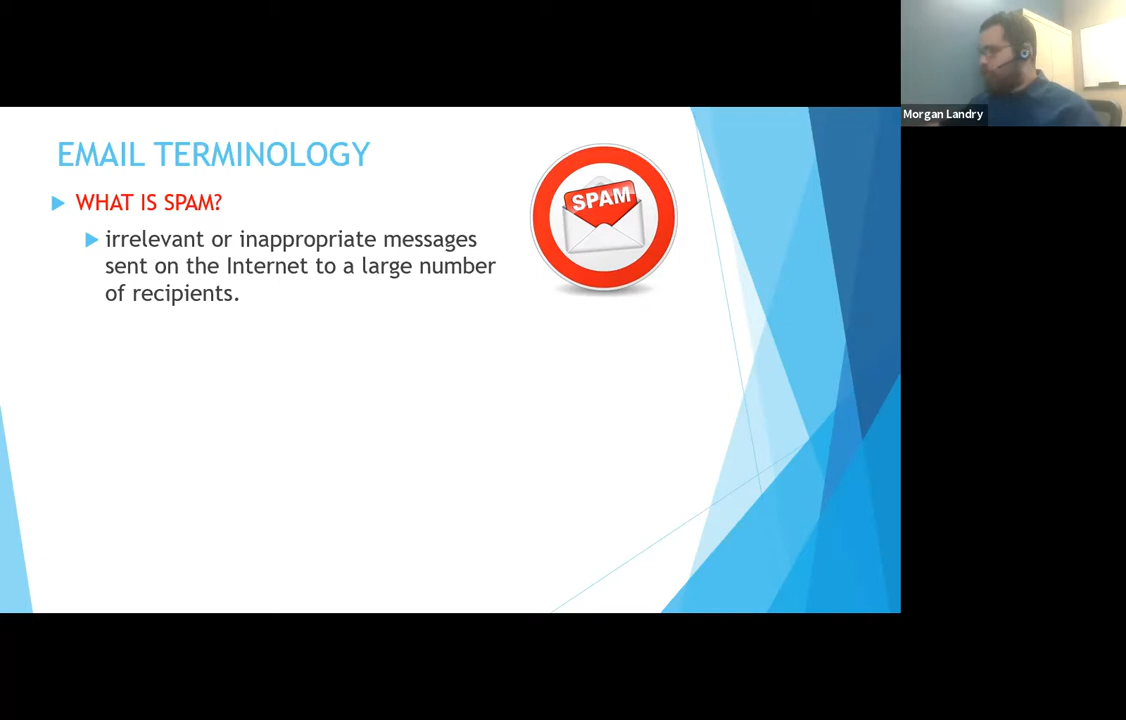 EMAIL TERMINOLOGY
WHAT IS SPAM?
irrelevant or inappropriate messages
sent on the Internet to a large number
of recipients.
SPAM
Morgan Landry